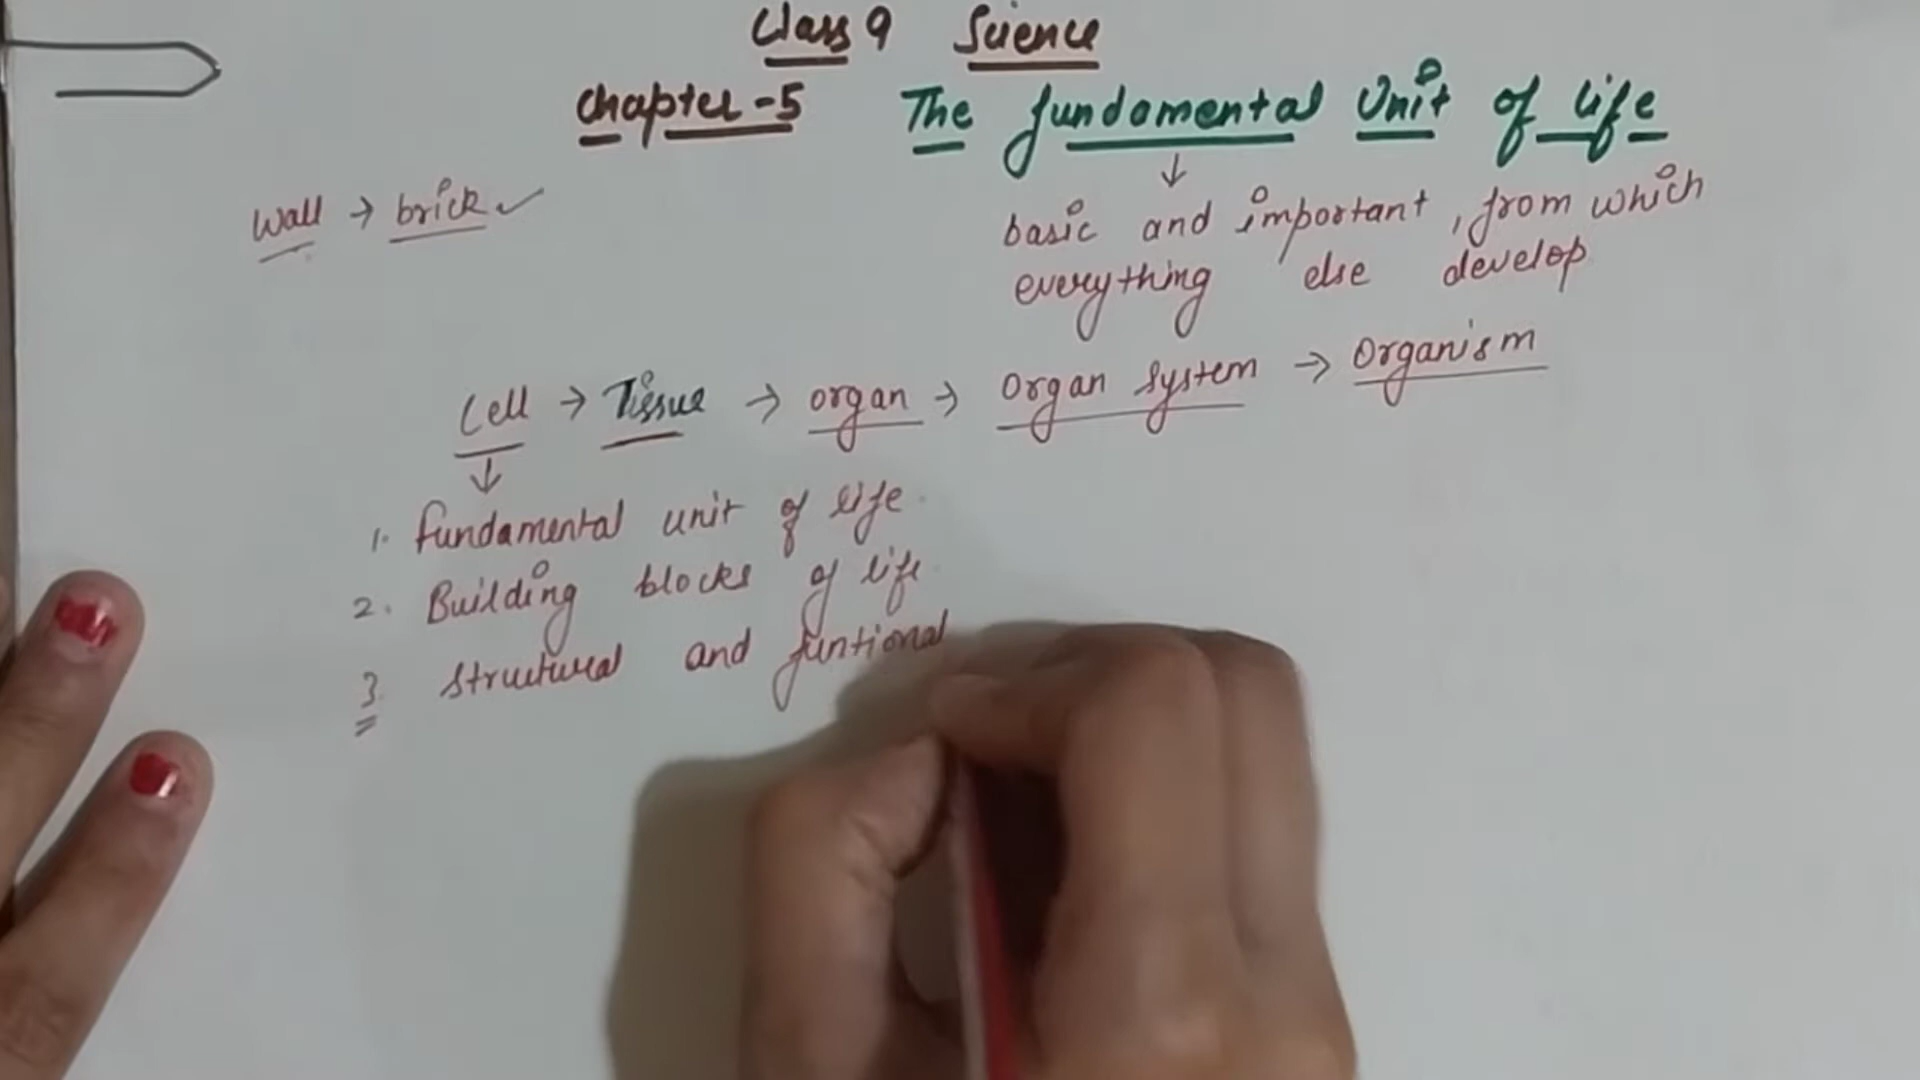 Class 9 Science
Chapter-5 The fundamental Unit of life
Wall → brick ✓
↓
basic and important, from which
everything else develop
Cell → Tissue → organ → Organ System → Organism
↓
1. fundamental unit of life.
2. Building blocks of life.
3. structural and funtional